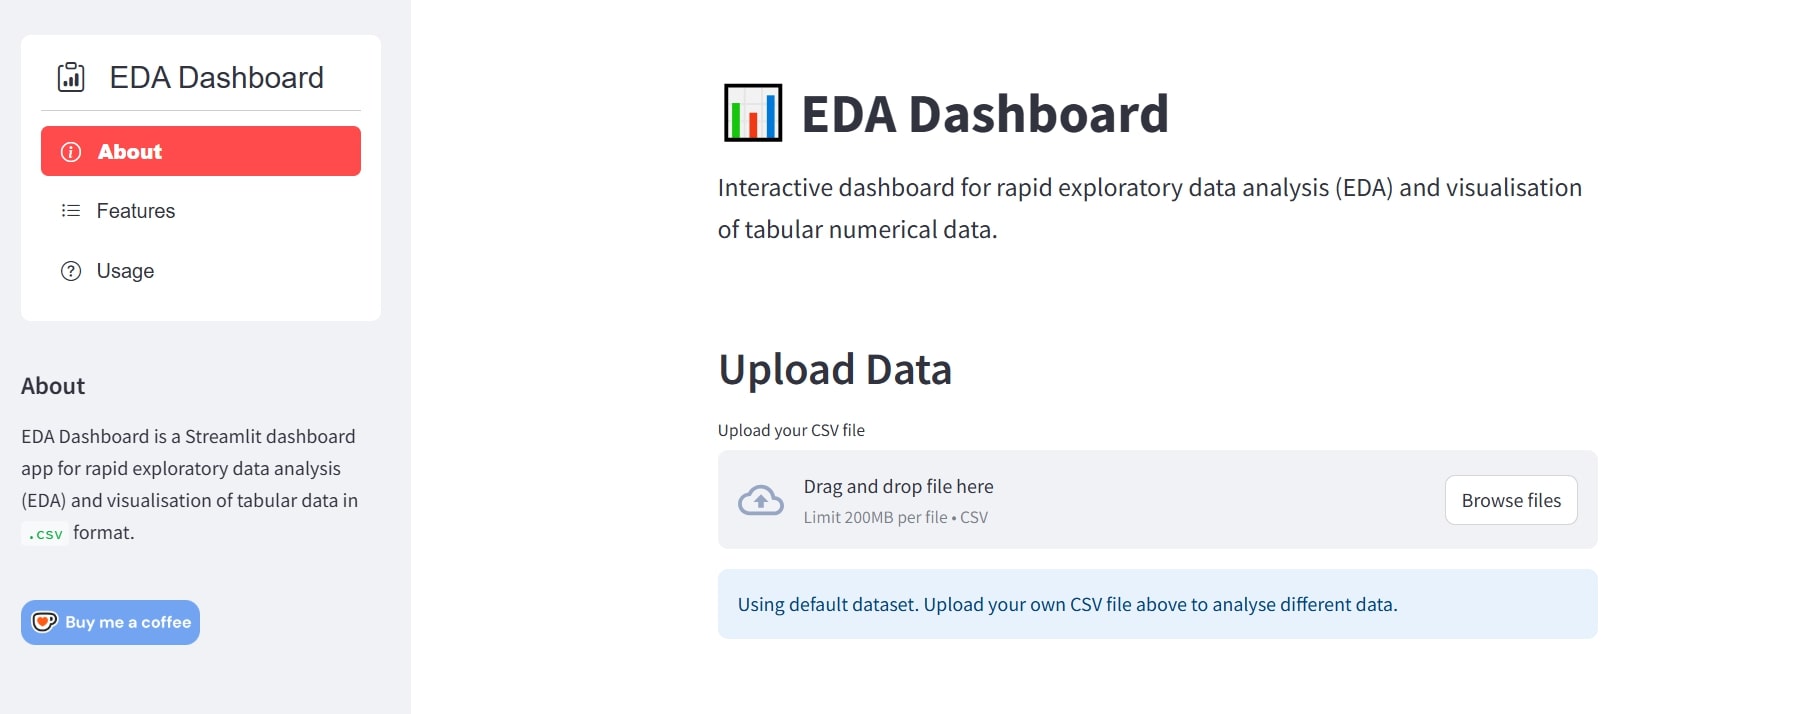 EDA Dashboard
About
Features
Usage
About
EDA Dashboard is a Streamlit dashboard
app for rapid exploratory data analysis
(EDA) and visualisation of tabular data in
.csv format.
Buy me a coffee
EDA Dashboard
Interactive dashboard for rapid exploratory data analysis (EDA) and visualisation
of tabular numerical data.
Upload Data
Upload your CSV file
Drag and drop file here
Limit 200MB per file • CSV
Browse files
Using default dataset. Upload your own CSV file above to analyse different data.